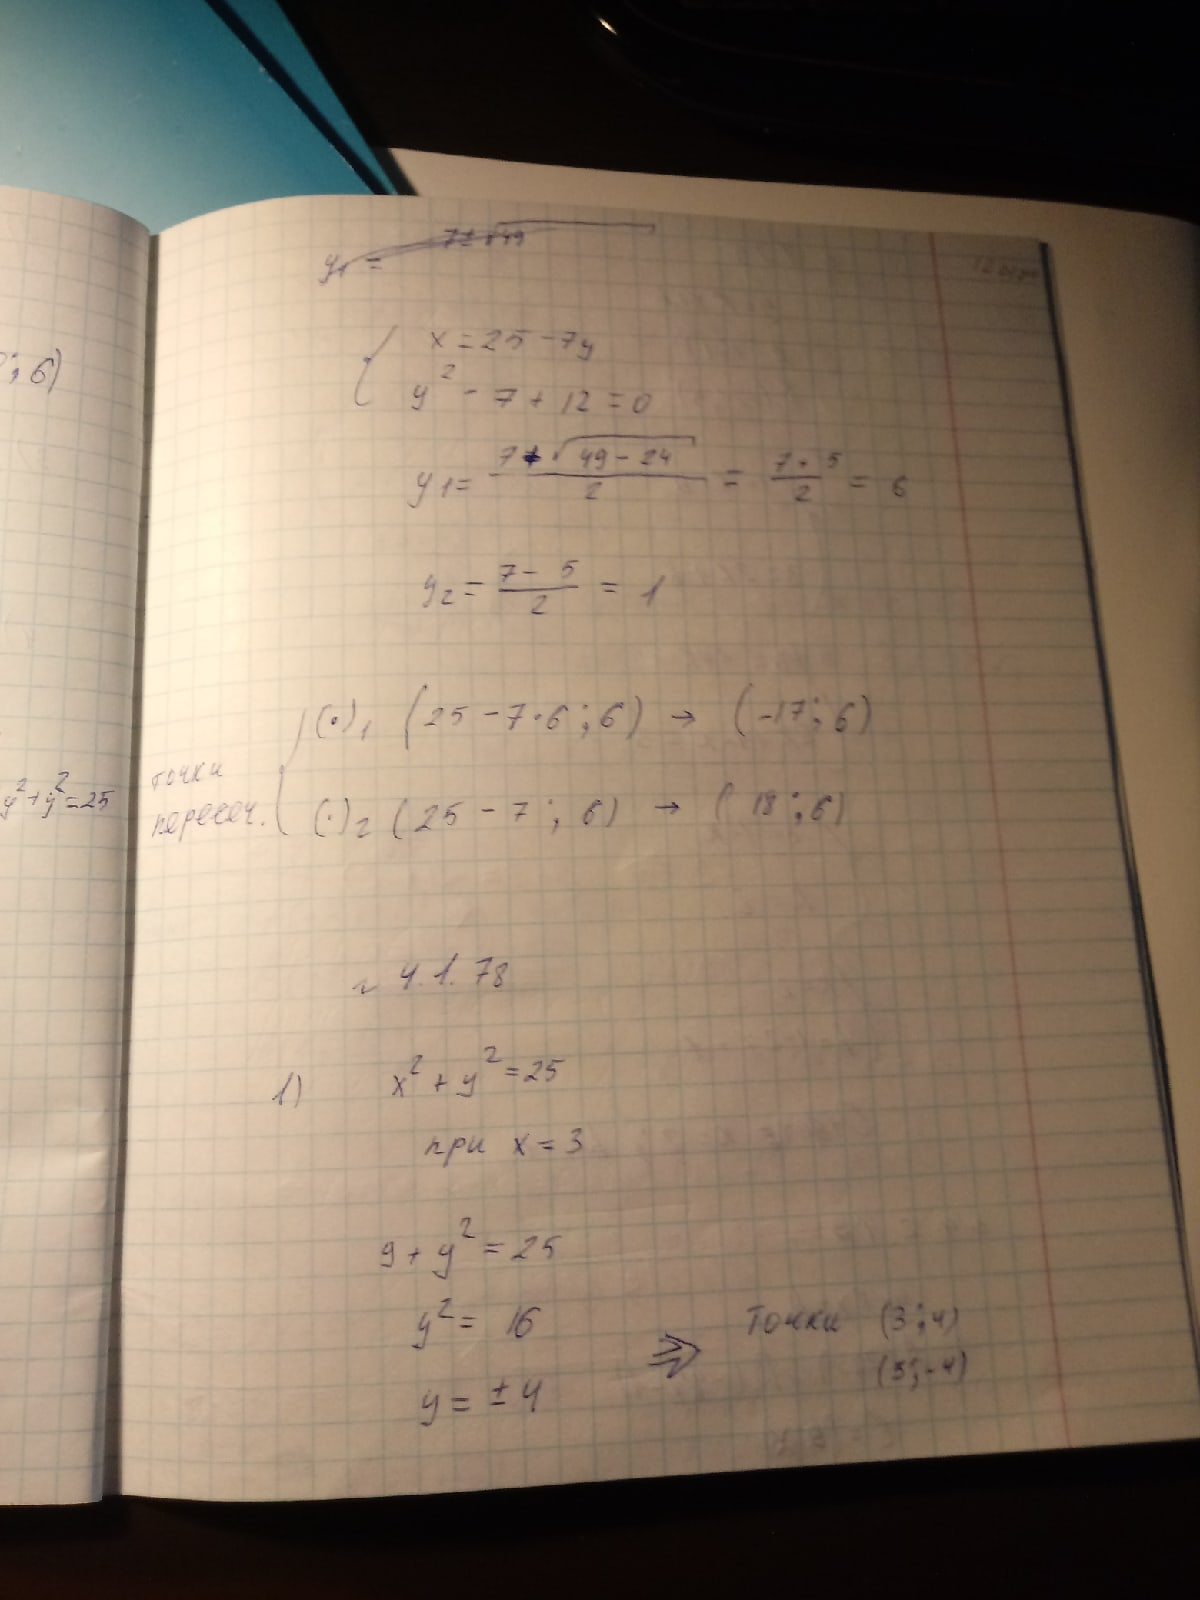 ; 6)
y²+y²=25
y₁ = 7± √49
x = 25 - 7y
y² - 7 + 12 = 0
y₁ = (7 + √(49 - 24))/2 = (7 + 5)/2 = 6
y₂ = (7 - 5)/2 = 1
точки
пересеч.
(·)₁ (25 - 7·6 ; 6) → (-17; 6)
(·)₂ (25 - 7 ; 6) → (18 ; 6)
~ 4.1.78
1) x² + y² = 25
при x = 3
9 + y² = 25
y² = 16
y = ± 4
⇒ Точки (3 ; 4)
(3 ; -4)